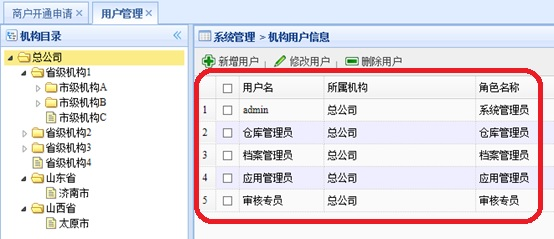 商户开通申请 × 用户管理 ×
机构目录
总公司
省级机构1
市级机构A
市级机构B
市级机构C
省级机构2
省级机构3
省级机构4
山东省
济南市
山西省
太原市
系统管理 > 机构用户信息
新增用户 修改用户 删除用户
用户名 所属机构 角色名称
1 admin 总公司 系统管理员
2 仓库管理员 总公司 仓库管理员
3 档案管理员 总公司 档案管理员
4 应用管理员 总公司 应用管理员
5 审核专员 总公司 审核专员